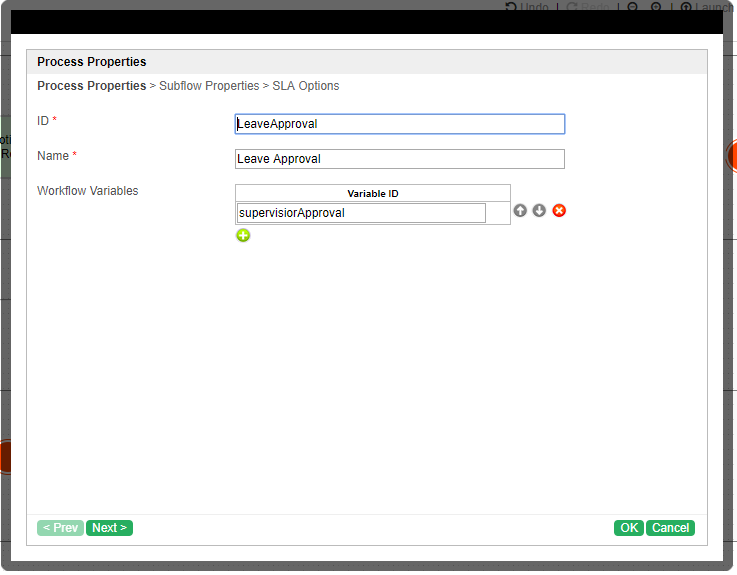 Undo | Redo | | Launch
Process Properties
Process Properties > Subflow Properties > SLA Options
ID *
LeaveApproval
Name *
Leave Approval
Workflow Variables
Variable ID
supervisiorApproval
< Prev
Next >
OK
Cancel